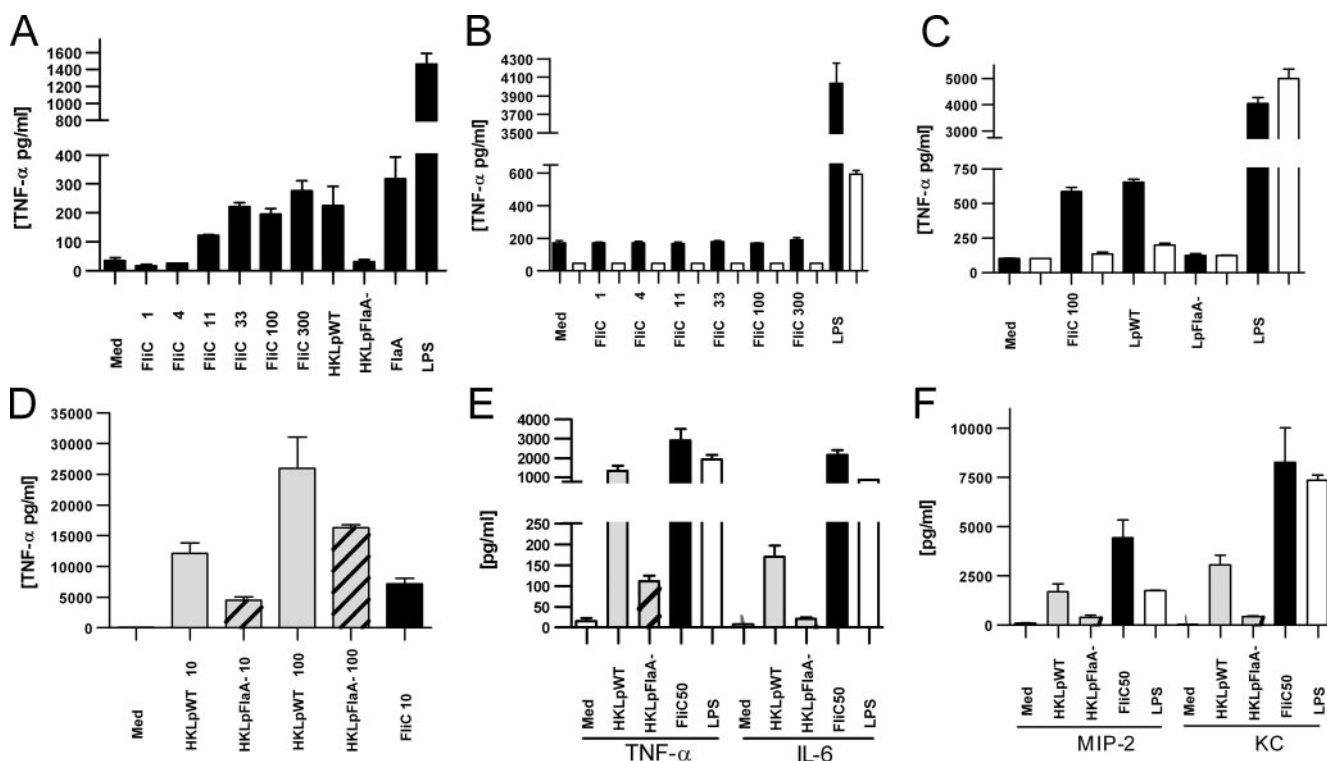 A
[TNF-α pg/ml]
1600
1400
1200
1000
800
400
300
200
100
0
Med
FliC 1
FliC 4
FliC 11
FliC 33
FliC 100
FliC 300
HKLpWT
HKLpFlaA-
FlaA
LPS
B
[TNF-α pg/ml]
4300
4100
3900
3700
3500
600
400
200
0
Med
FliC 1
FliC 4
FliC 11
FliC 33
FliC 100
FliC 300
LPS
C
[TNF-α pg/ml]
5000
4000
3000
750
500
250
0
Med
FliC 100
LpWT
LpFlaA-
LPS
D
[TNF-α pg/ml]
35000
30000
25000
20000
15000
10000
5000
0
Med
HKLpWT 10
HKLpFlaA- 10
HKLpWT 100
HKLpFlaA- 100
FliC 10
E
[pg/ml]
4000
3000
2000
1000
250
200
150
100
50
0
Med
HKLpWT
HKLpFlaA-
FliC50
LPS
Med
HKLpWT
HKLpFlaA-
FliC50
LPS
TNF-α
IL-6
F
[pg/ml]
10000
7500
5000
2500
0
Med
HKLpWT
HKLpFlaA-
FliC50
LPS
Med
HKLpWT
HKLpFlaA-
FliC50
LPS
MIP-2
KC